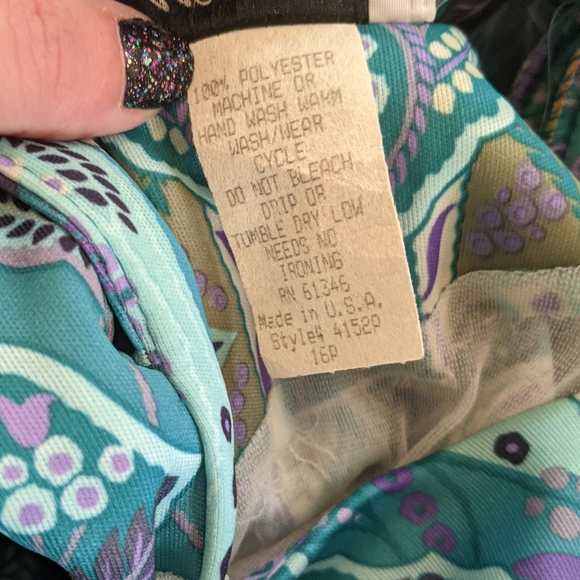 100% POLYESTER
MACHINE OR
HAND WASH WARM
WASH/WEAR
CYCLE
DO NOT BLEACH
DRIP OR
TUMBLE DRY LOW
NEEDS NO
IRONING
RN 61346
Made in U.S.A.
Style# 4152P
16P